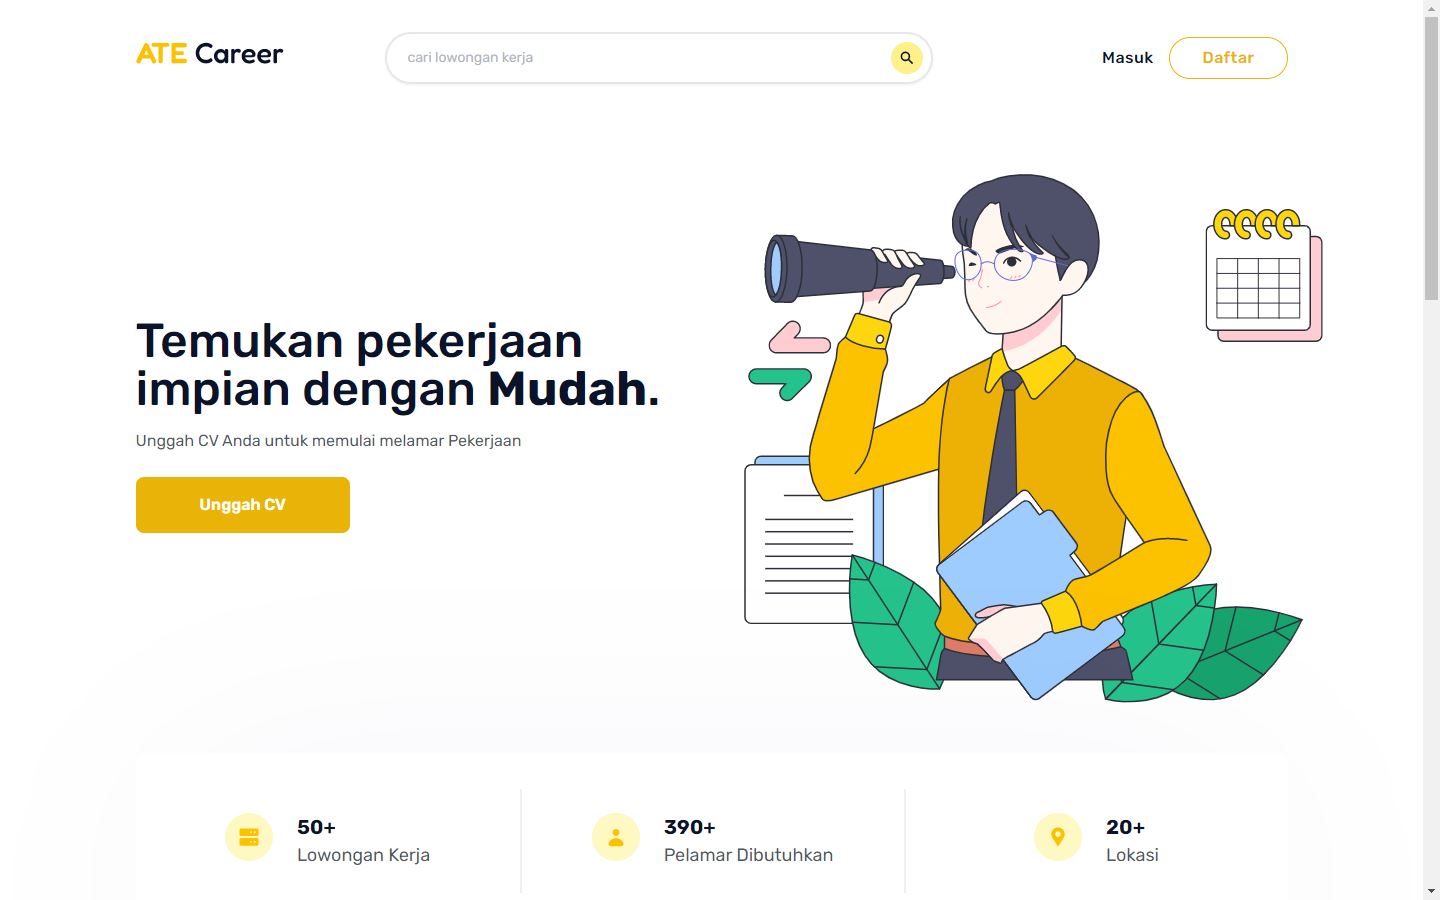 ATE Career
cari lowongan kerja
Masuk
Daftar
Temukan pekerjaan
impian dengan Mudah.
Unggah CV Anda untuk memulai melamar Pekerjaan
Unggah CV
50+
Lowongan Kerja
390+
Pelamar Dibutuhkan
20+
Lokasi